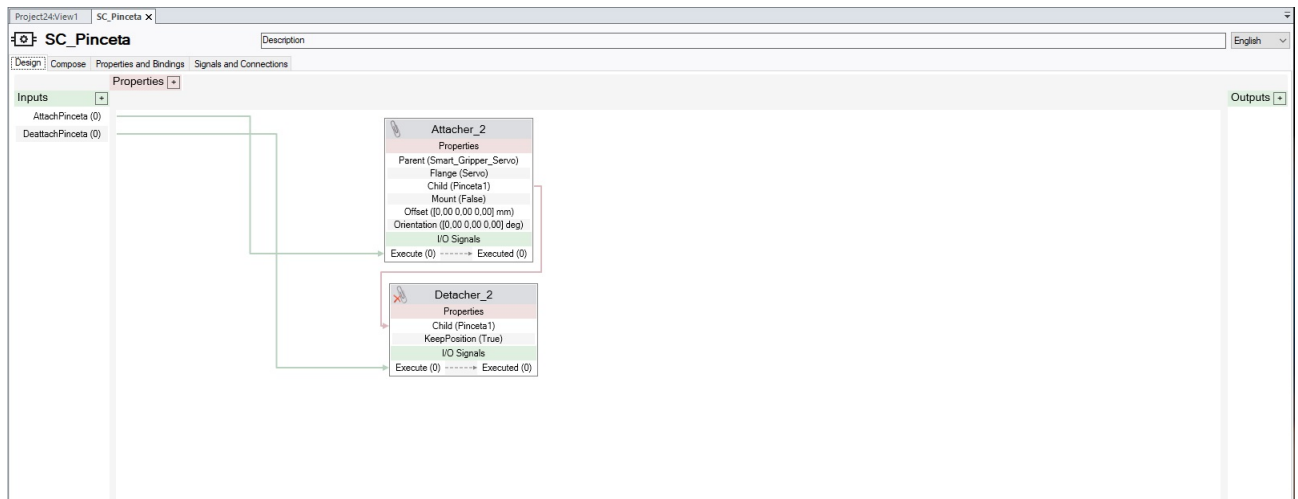 Project24:View1 SC_Pinceta X
SC_Pinceta Description English
Design Compose Properties and Bindings Signals and Connections
Properties +
Inputs + Outputs +
AttachPinceta (0)
DeattachPinceta (0)
Attacher_2
Properties
Parent (Smart_Gripper_Servo)
Flange (Servo)
Child (Pinceta1)
Mount (False)
Offset ([0,00 0,00 0,00] mm)
Orientation ([0,00 0,00 0,00] deg)
I/O Signals
Execute (0) Executed (0)
Detacher_2
Properties
Child (Pinceta1)
KeepPosition (True)
I/O Signals
Execute (0) Executed (0)